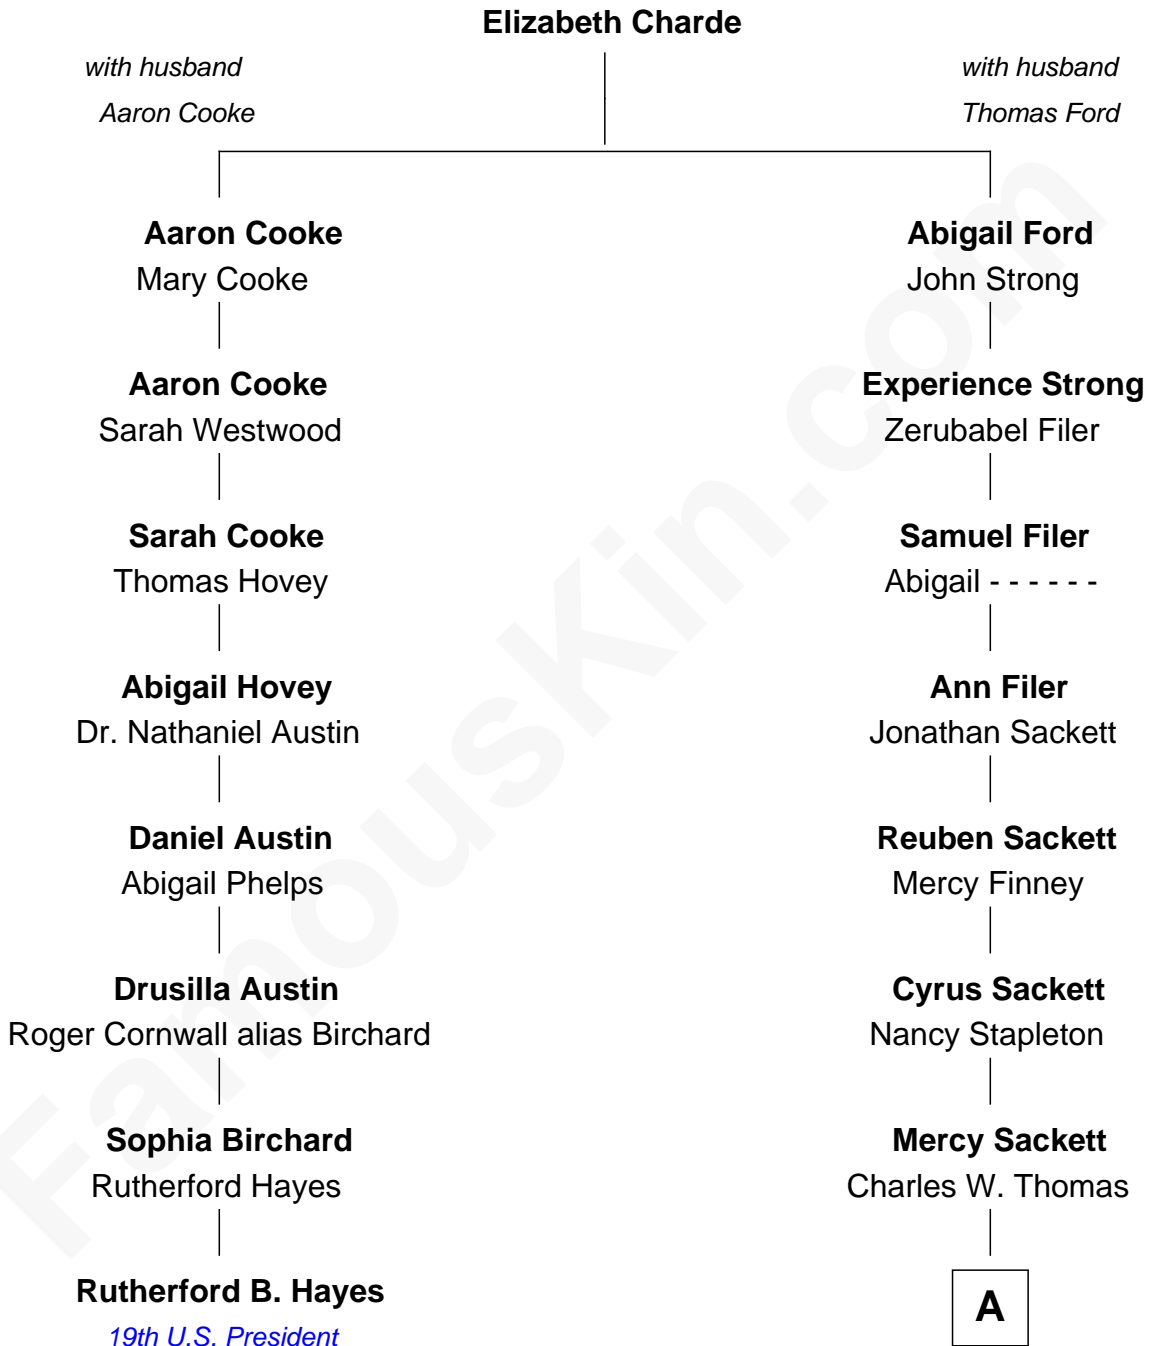 Elizabeth Charde
with husband
Aaron Cooke
with husband
Thomas Ford
Aaron Cooke
Mary Cooke
Abigail Ford
John Strong
Aaron Cooke
Sarah Westwood
Experience Strong
Zerubabel Filer
Sarah Cooke
Thomas Hovey
Samuel Filer
Abigail - - - - - -
Abigail Hovey
Dr. Nathaniel Austin
Ann Filer
Jonathan Sackett
Daniel Austin
Abigail Phelps
Reuben Sackett
Mercy Finney
Drusilla Austin
Roger Cornwall alias Birchard
Cyrus Sackett
Nancy Stapleton
Sophia Birchard
Rutherford Hayes
Mercy Sackett
Charles W. Thomas
Rutherford B. Hayes
19th U.S. President
A
FamousKin.com